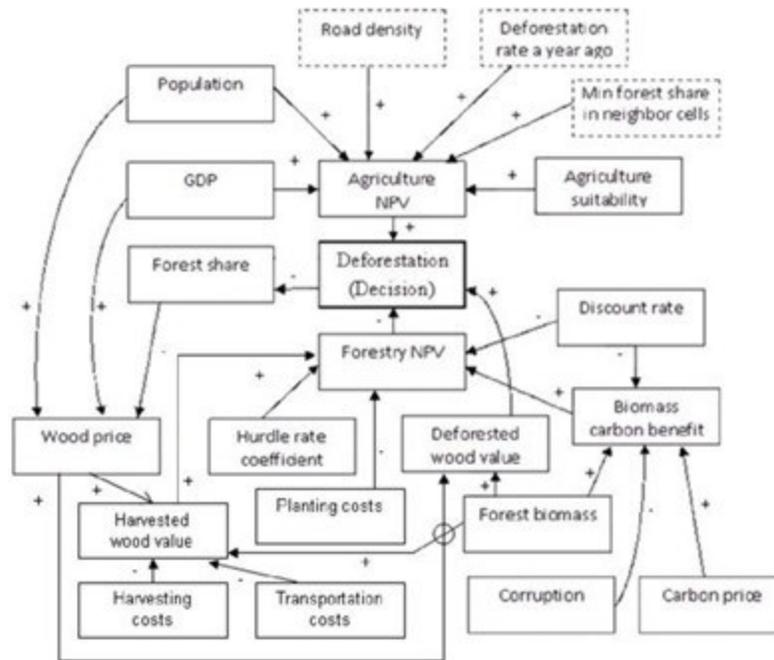 Road density
Deforestation
rate a year ago
Population
Min forest share
in neighbor cells
GDP
Agriculture
NPV
Agriculture
suitability
Forest share
Deforestation
(Decision)
Discount rate
Forestry NPV
Wood price
Hurdle rate
coefficient
Deforested
wood value
Biomass
carbon benefit
Harvested
wood value
Planting costs
Forest biomass
Harvesting
costs
Transportation
costs
Corruption
Carbon price